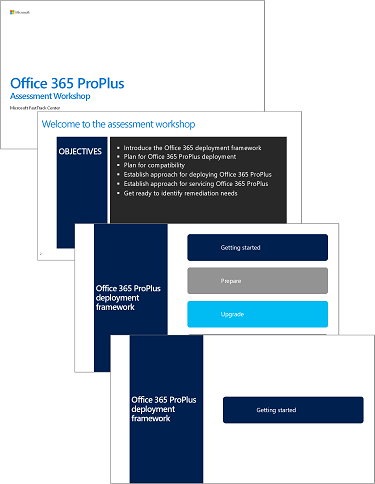 Microsoft
Office 365 ProPlus
Assessment Workshop
Microsoft FastTrack Center
Welcome to the assessment workshop
OBJECTIVES
▪ Introduce the Office 365 deployment framework
▪ Plan for Office 365 ProPlus deployment
▪ Plan for compatibility
▪ Establish approach for deploying Office 365 ProPlus
▪ Establish approach for servicing Office 365 ProPlus
▪ Get ready to identify remediation needs
Office 365 ProPlus
deployment
framework
Getting started
Prepare
Upgrade
Office 365 ProPlus
deployment
framework
Getting started